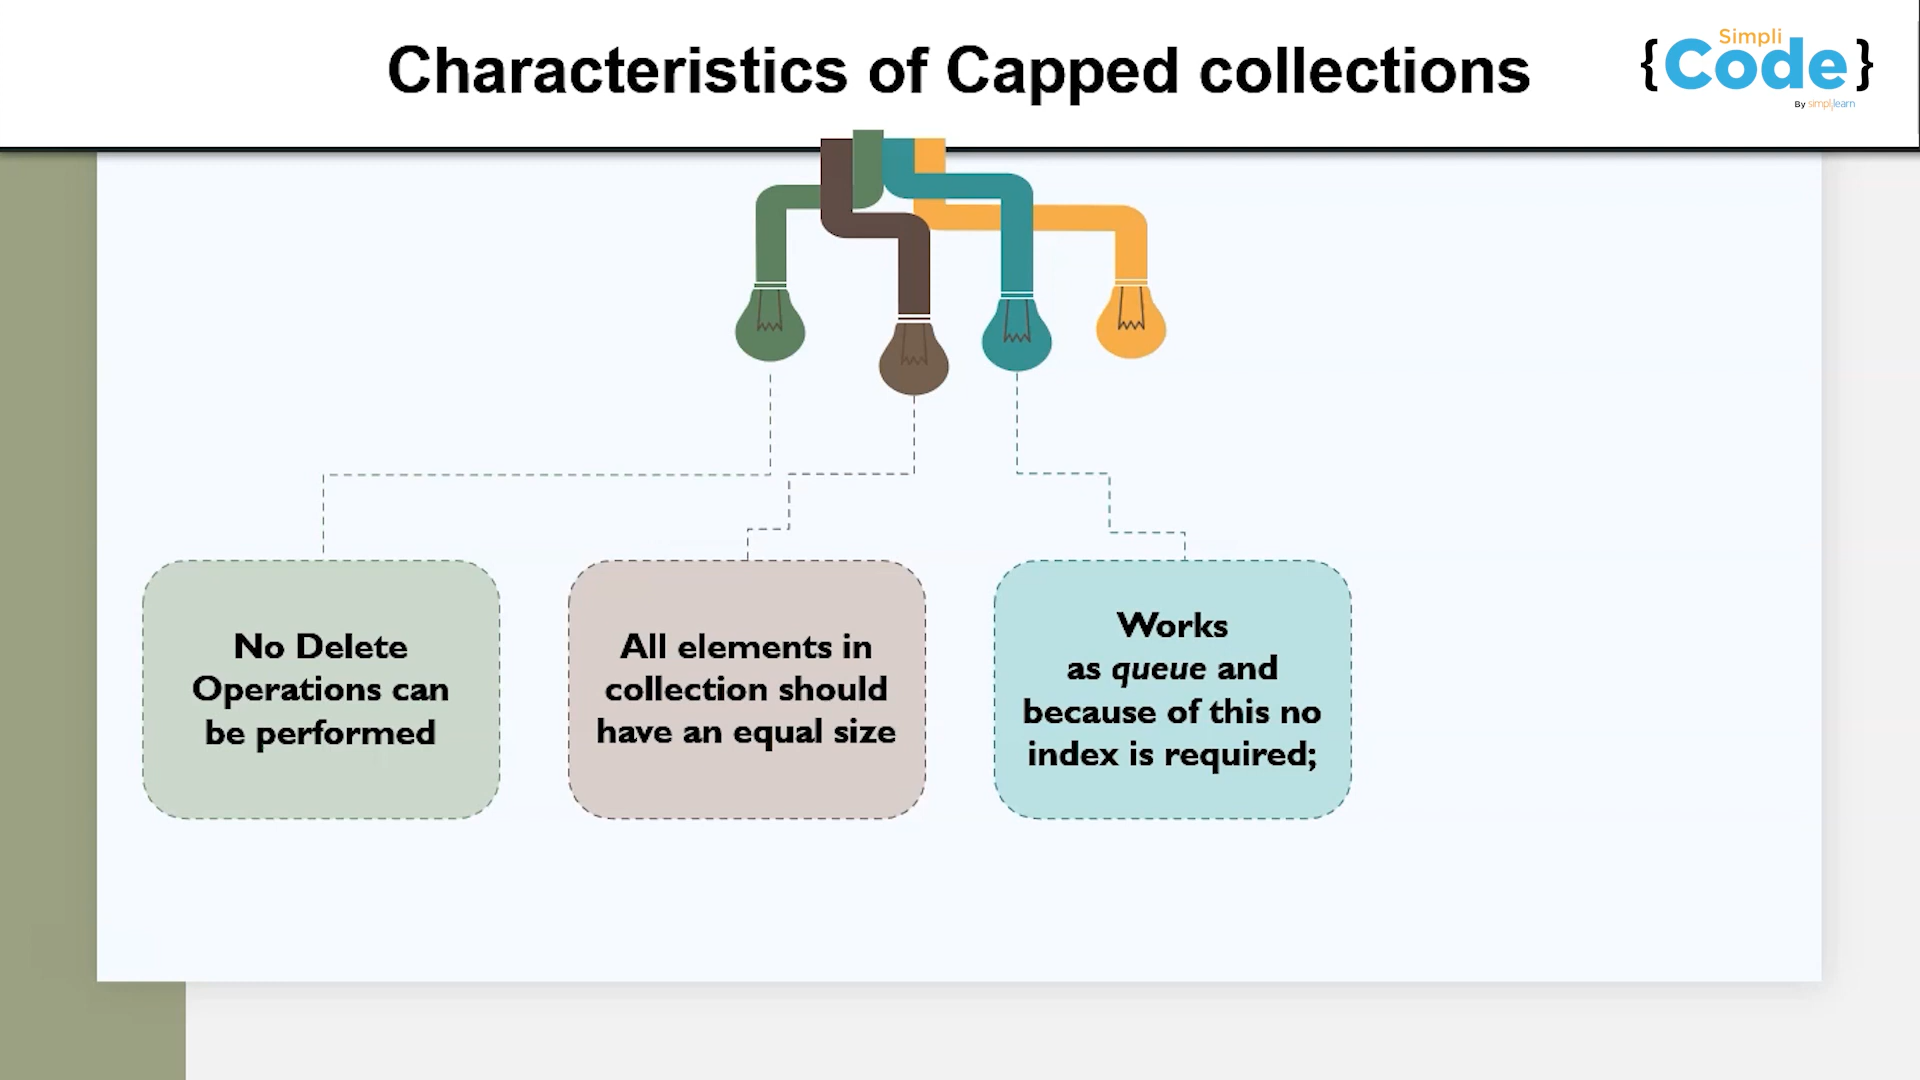 Characteristics of Capped collections
Simpli
{Code}
By simplilearn
No Delete
Operations can
be performed
All elements in
collection should
have an equal size
Works
as queue and
because of this no
index is required;